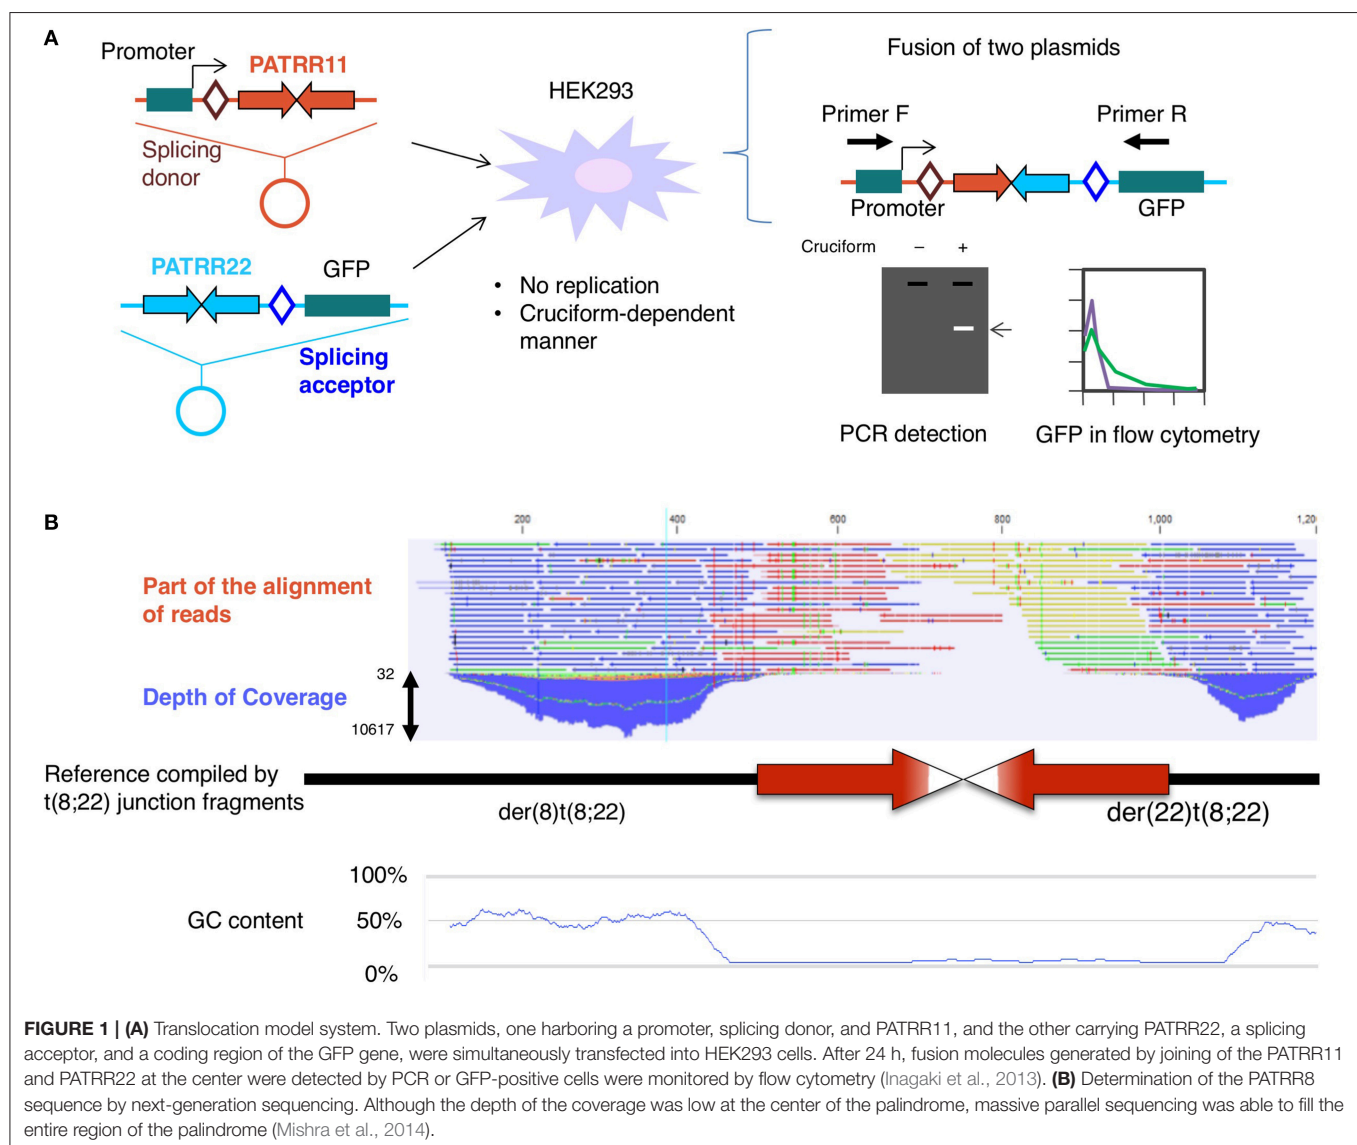 A
Promoter
PATRR11
Splicing
donor
PATRR22
GFP
Splicing
acceptor
HEK293
• No replication
• Cruciform-dependent
manner
Fusion of two plasmids
Primer F
Primer R
Promoter
GFP
Cruciform – +
PCR detection
GFP in flow cytometry
B
200 400 600 800 1,000 1,20
Part of the alignment
of reads
32
Depth of Coverage
10617
Reference compiled by
t(8;22) junction fragments
der(8)t(8;22)
der(22)t(8;22)
100%
GC content
50%
0%
FIGURE 1 | (A) Translocation model system. Two plasmids, one harboring a promoter, splicing donor, and PATRR11, and the other carrying PATRR22, a splicing
acceptor, and a coding region of the GFP gene, were simultaneously transfected into HEK293 cells. After 24 h, fusion molecules generated by joining of the PATRR11
and PATRR22 at the center were detected by PCR or GFP-positive cells were monitored by flow cytometry (Inagaki et al., 2013). (B) Determination of the PATRR8
sequence by next-generation sequencing. Although the depth of the coverage was low at the center of the palindrome, massive parallel sequencing was able to fill the
entire region of the palindrome (Mishra et al., 2014).